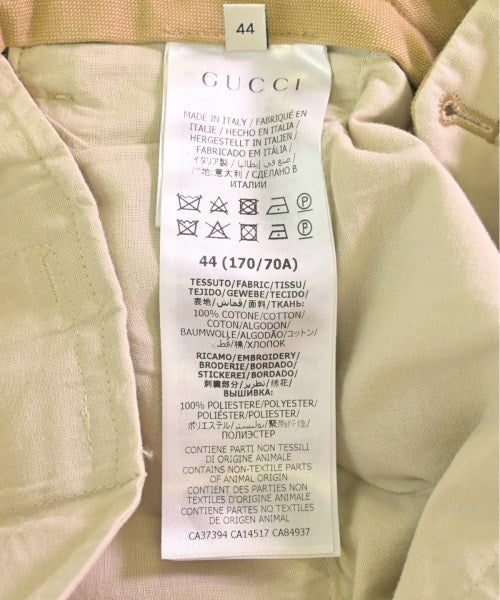 44
GUCCI
MADE IN ITALY / FABRIQUÉ EN
ITALIE / HECHO EN ITALIA /
HERGESTELLT IN ITALIEN /
FABRICADO EM ITÁLIA /
イタリア製 / صنع في إيطاليا /
产地:意大利 / СДЕЛАНО В
ИТАЛИИ
44 (170/70A)
TESSUTO/FABRIC/TISSU/
TEJIDO/GEWEBE/TECIDO/
表地/قماش/面料/ТКАНЬ:
100% COTONE/COTTON/
COTON/ALGODON/
BAUMWOLLE/ALGODÃO/コットン/
قطن/棉/ХЛОПОК
RICAMO/EMBROIDERY/
BRODERIE/BORDADO/
STICKEREI/BORDADO/
刺繍部分/تطريز/绣花/
ВЫШИВКА:
100% POLIESTERE/POLYESTER/
POLYESTER/POLIESTER/
ポリエステル/بوليستر/聚酯纤维/
ПОЛИЭСТЕР
CONTIENE PARTI NON TESSILI
DI ORIGINE ANIMALE
CONTAINS NON-TEXTILE PARTS
OF ANIMAL ORIGIN
CONTIENT DES PARTIES NON
TEXTILES D'ORIGINE ANIMALE
CONTIENE PARTES NO TEXTILES
DE ORIGEN ANIMAL
CA37394 CA14517 CA84937